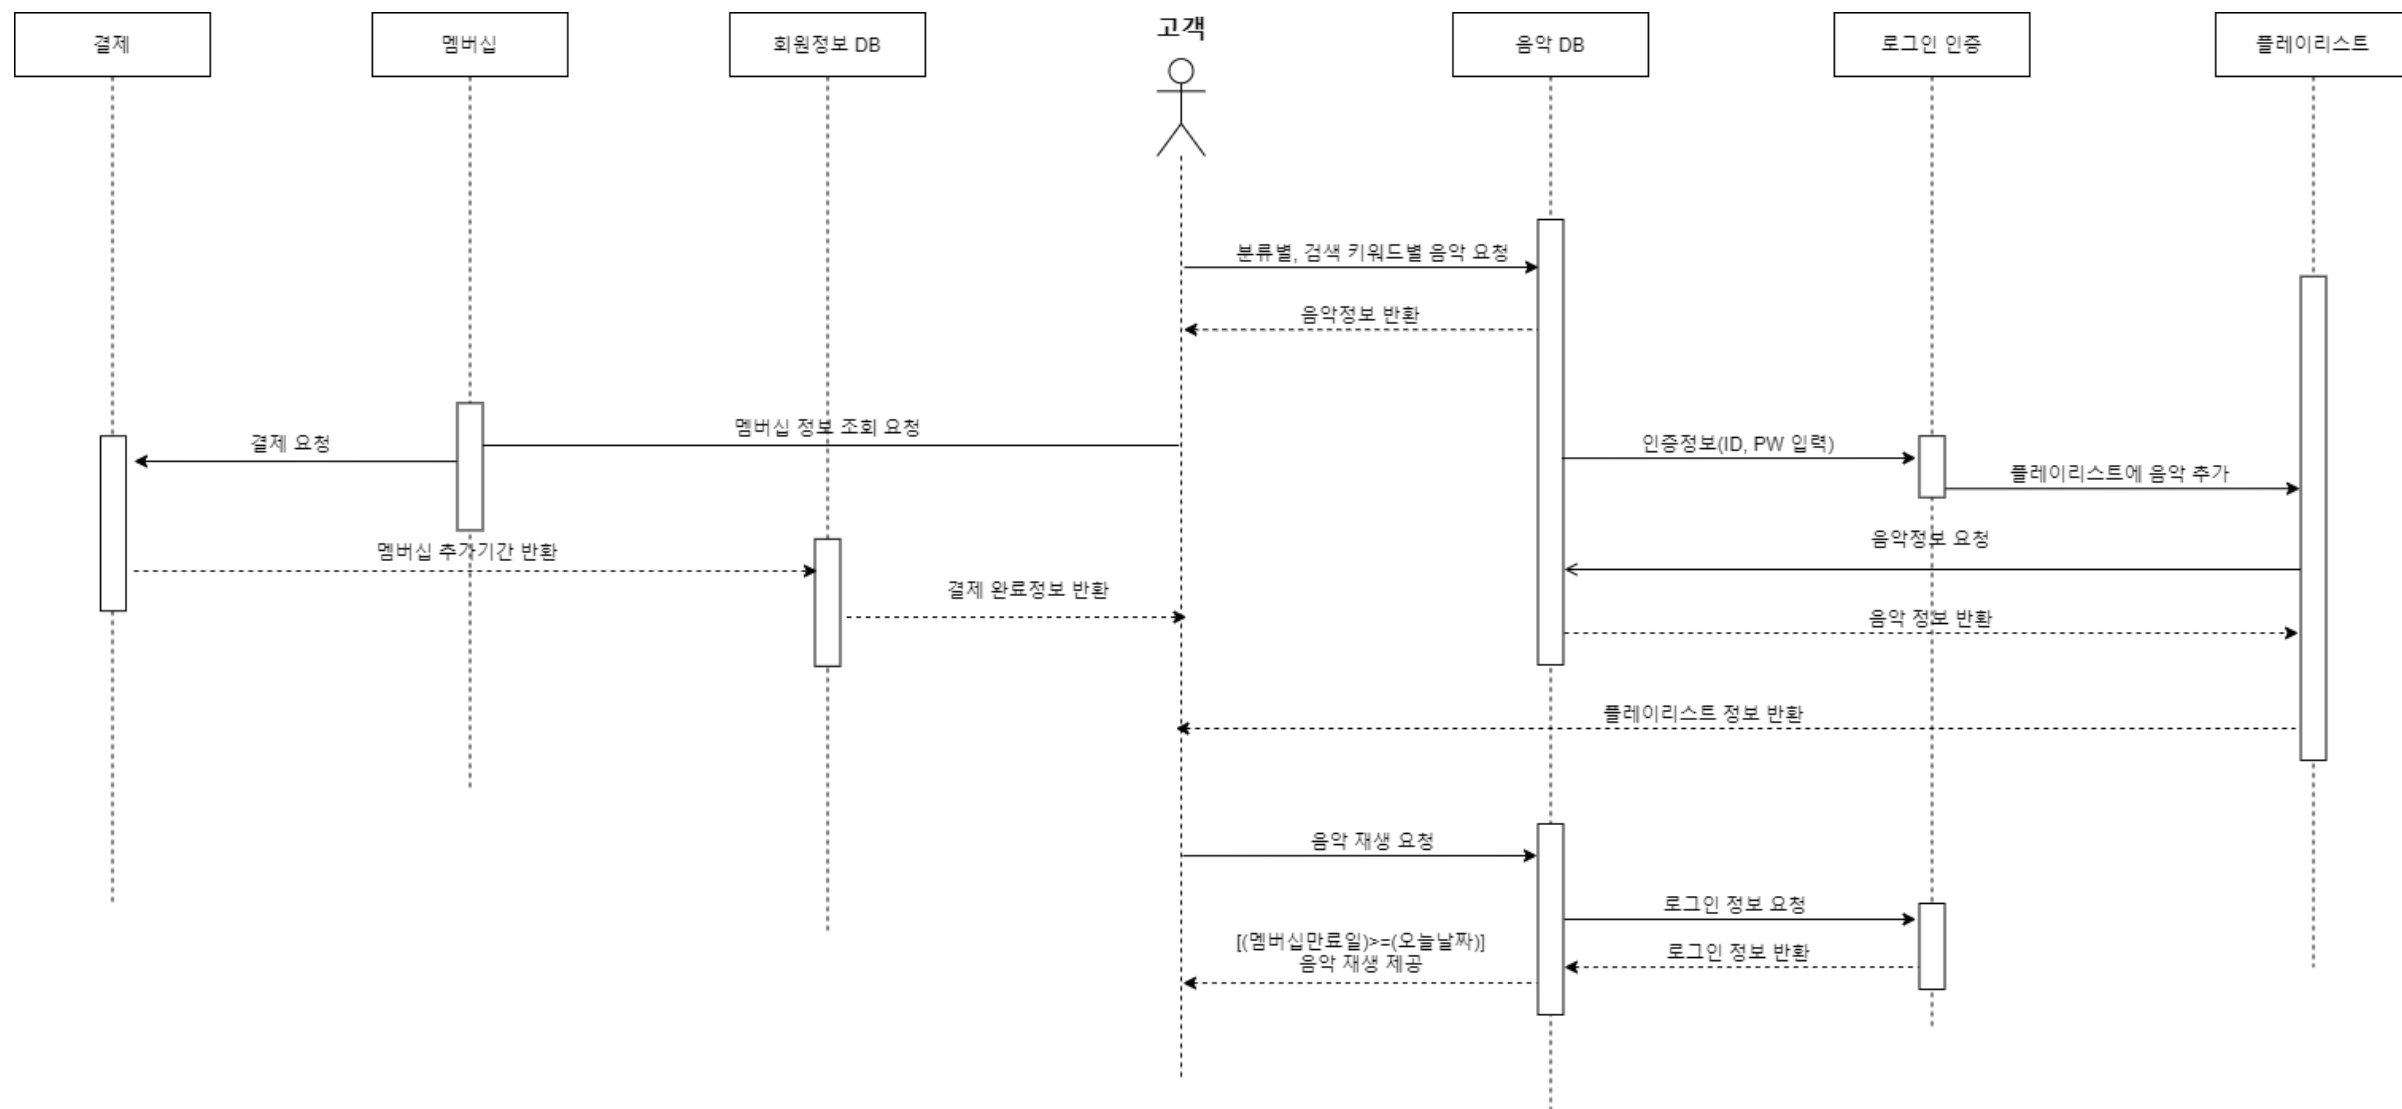 결제
멤버십
회원정보 DB
고객
음악 DB
로그인 인증
플레이리스트
분류별, 검색 키워드별 음악 요청
음악정보 반환
멤버십 정보 조회 요청
결제 요청
인증정보(ID, PW 입력)
플레이리스트에 음악 추가
음악정보 요청
멤버십 추가기간 반환
결제 완료정보 반환
음악 정보 반환
플레이리스트 정보 반환
음악 재생 요청
로그인 정보 요청
[(멤버십만료일)>=(오늘날짜)]
음악 재생 제공
로그인 정보 반환